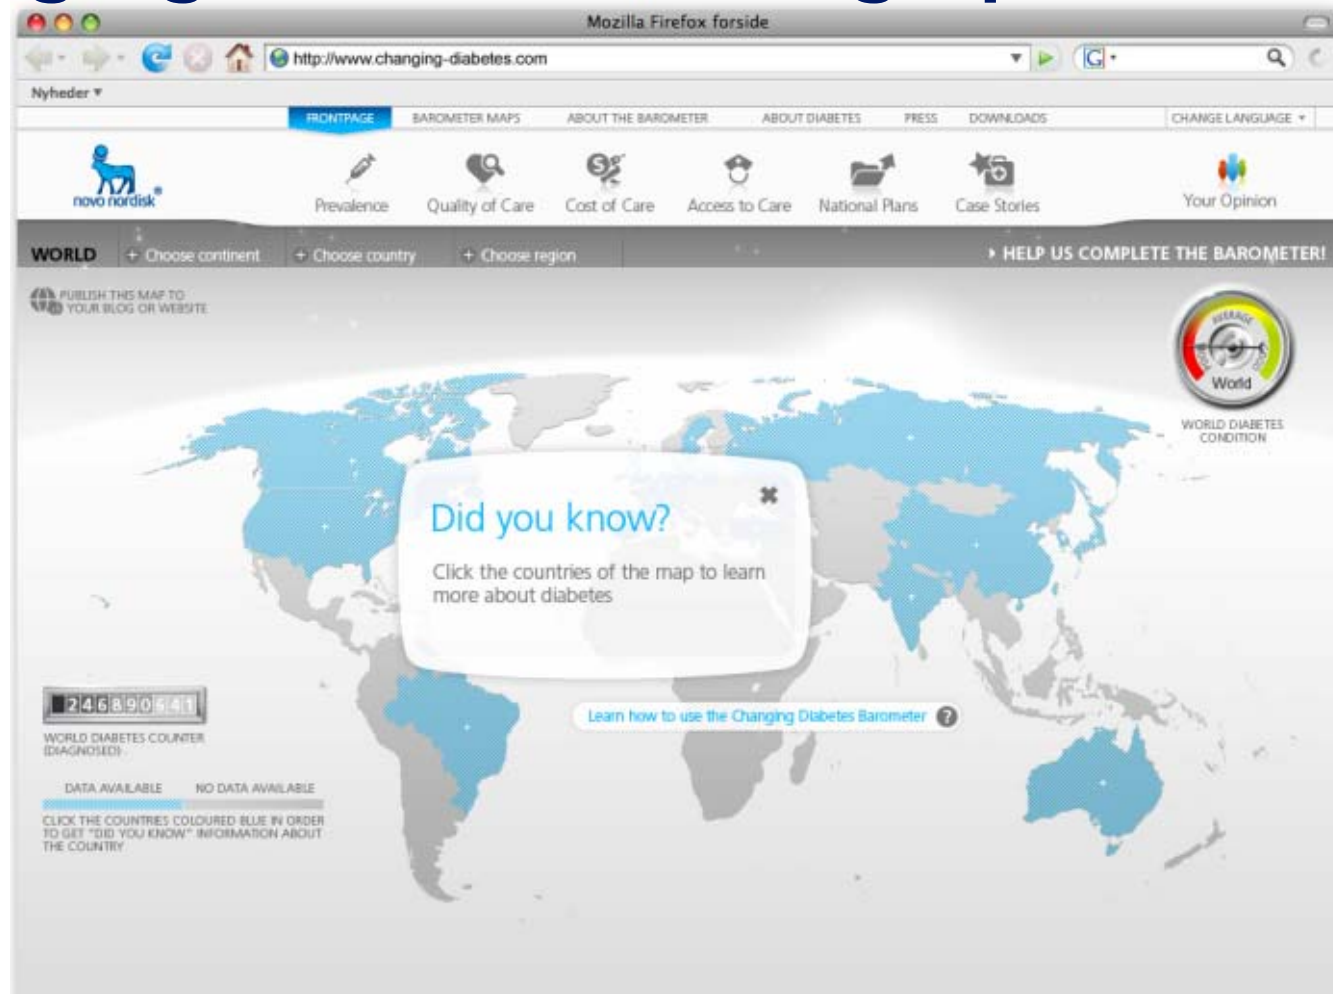 Mozilla Firefox forside
http://www.changing-diabetes.com
G
Nyheder
FRONTPAGE BAROMETER MAPS ABOUT THE BAROMETER ABOUT DIABETES PRESS DOWNLOADS CHANGE LANGUAGE
novo nordisk®
Prevalence Quality of Care Cost of Care Access to Care National Plans Case Stories Your Opinion
WORLD + Choose continent + Choose country + Choose region HELP US COMPLETE THE BAROMETER!
PUBLISH THIS MAP TO
YOUR BLOG OR WEBSITE
AVERAGE
World
WORLD DIABETES
CONDITION
Did you know?
Click the countries of the map to learn
more about diabetes
Learn how to use the Changing Diabetes Barometer ?
246890641
WORLD DIABETES COUNTER
(DIAGNOSED)
DATA AVAILABLE NO DATA AVAILABLE
CLICK THE COUNTRIES COLOURED BLUE IN ORDER
TO GET "DID YOU KNOW" INFORMATION ABOUT
THE COUNTRY